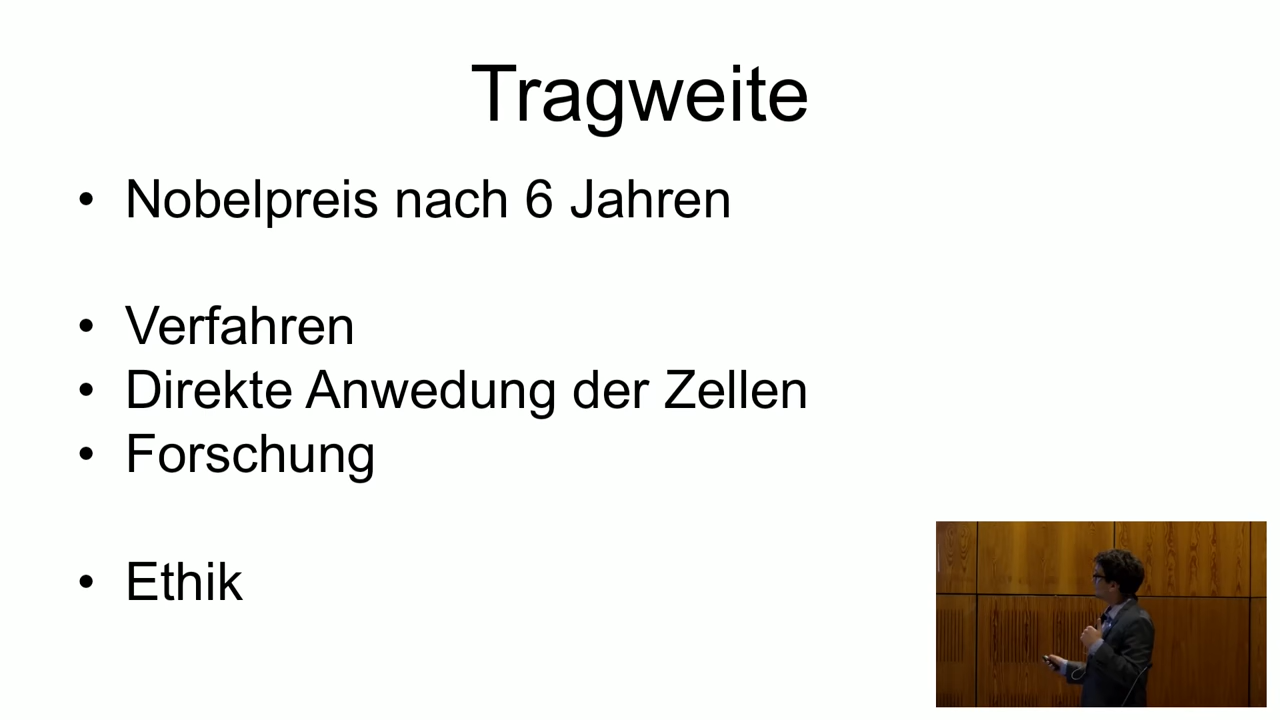 Tragweite
• Nobelpreis nach 6 Jahren
• Verfahren
• Direkte Anwedung der Zellen
• Forschung
• Ethik